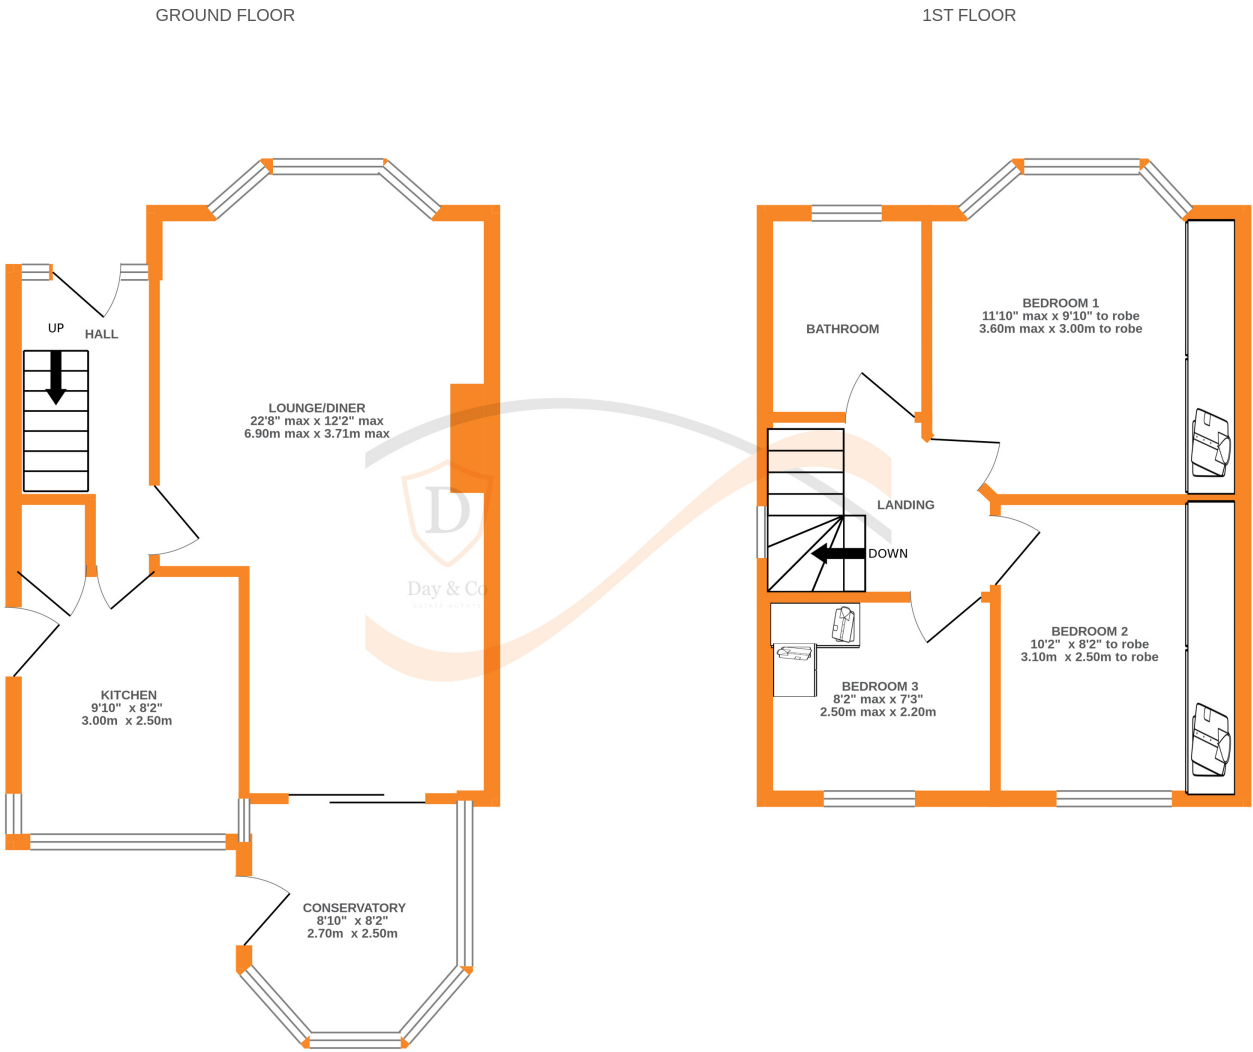 GROUND FLOOR
1ST FLOOR
UP
HALL
LOUNGE/DINER
22'8" max x 12'2" max
6.90m max x 3.71m max
D
Day & Co
ESTATE AGENTS
KITCHEN
9'10" x 8'2"
3.00m x 2.50m
CONSERVATORY
8'10" x 8'2"
2.70m x 2.50m
BATHROOM
BEDROOM 1
11'10" max x 9'10" to robe
3.60m max x 3.00m to robe
LANDING
DOWN
BEDROOM 2
10'2" x 8'2" to robe
3.10m x 2.50m to robe
BEDROOM 3
8'2" max x 7'3"
2.50m max x 2.20m